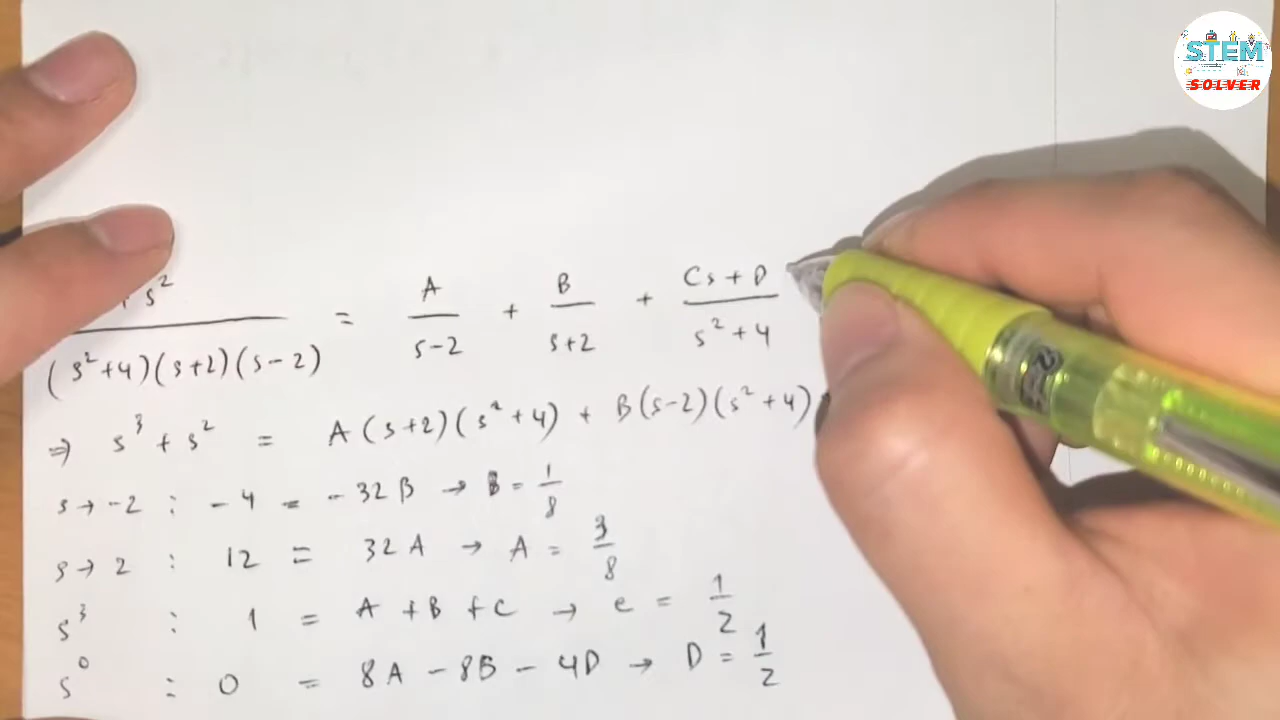 STEM
SOLVER
+ s² / (s²+4)(s+2)(s-2) = A / s-2 + B / s+2 + Cs + D / s² + 4
⇒ s³ + s² = A(s+2)(s²+4) + B(s-2)(s²+4)
s → -2 : -4 = -32B → B = 1/8
s → 2 : 12 = 32A → A = 3/8
s³ : 1 = A + B + C → c = 1/2
s⁰ : 0 = 8A - 8B - 4D → D = 1/2